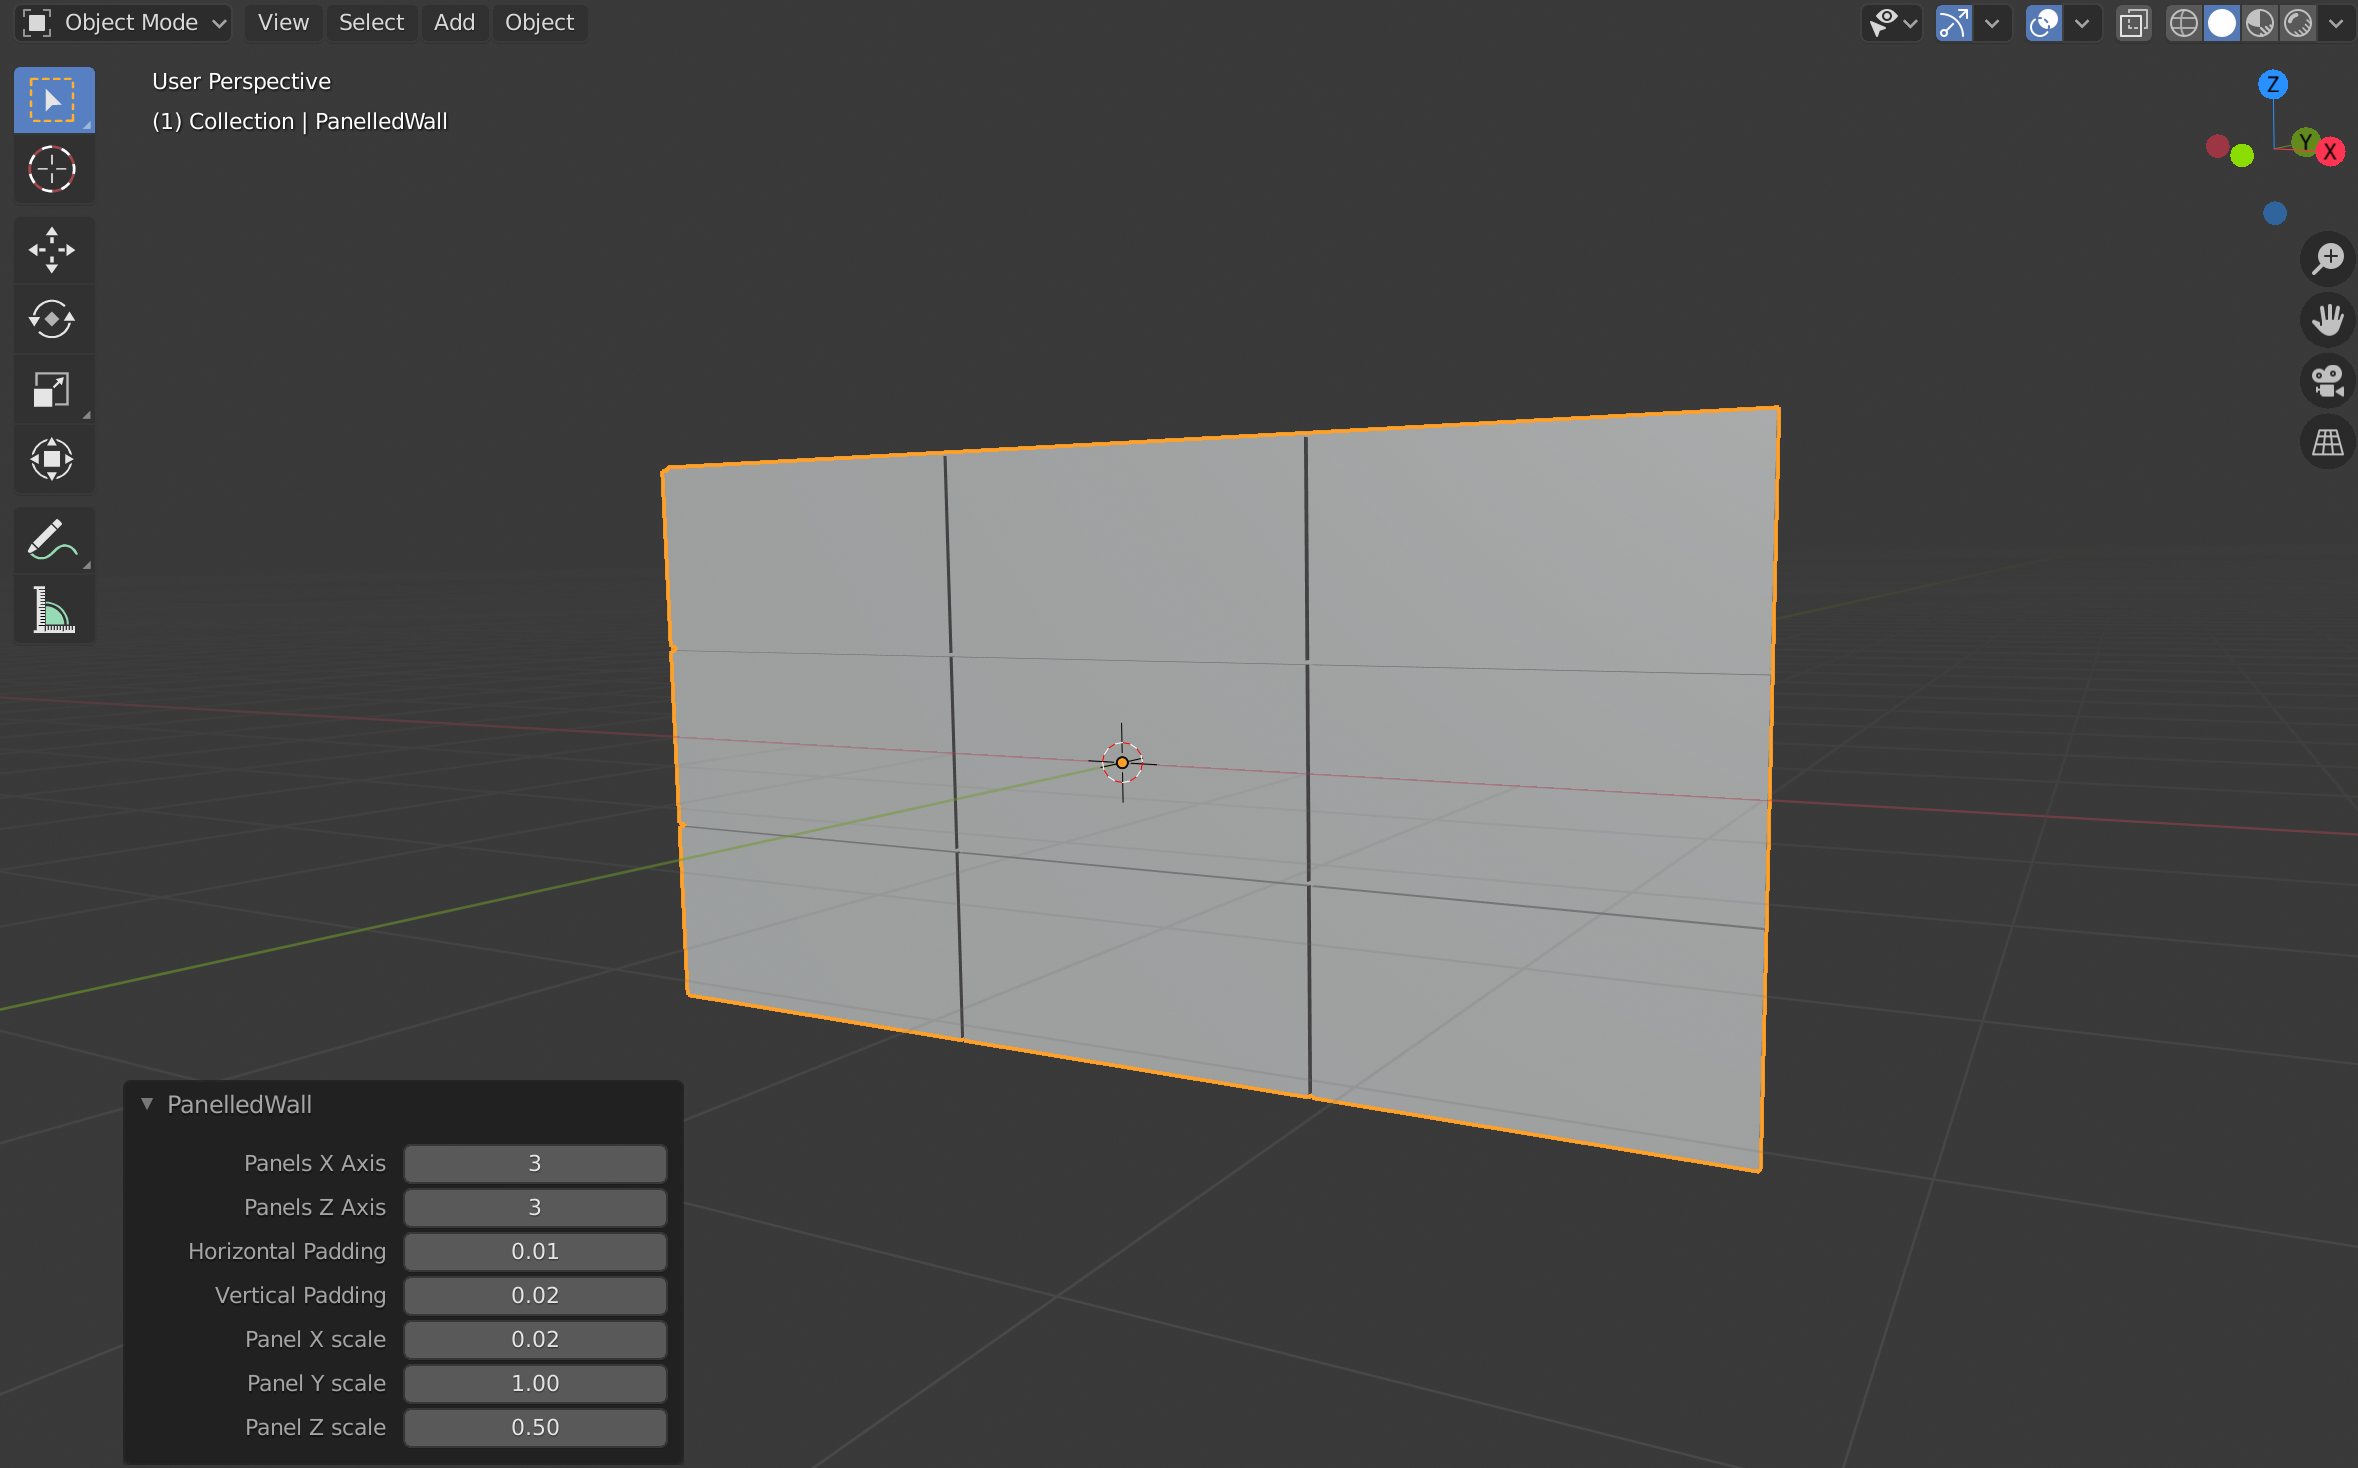 Object Mode View Select Add Object
User Perspective
(1) Collection | PanelledWall
Z
Y
X
PanelledWall
Panels X Axis 3
Panels Z Axis 3
Horizontal Padding 0.01
Vertical Padding 0.02
Panel X scale 0.02
Panel Y scale 1.00
Panel Z scale 0.50